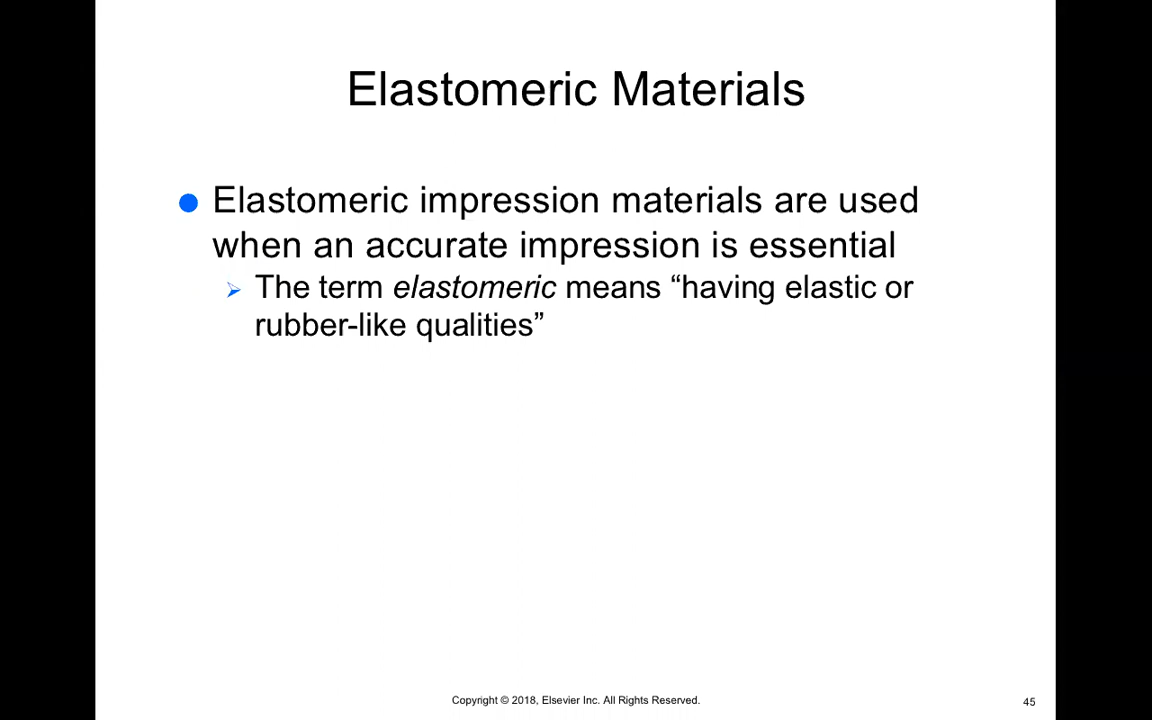 Elastomeric Materials
Elastomeric impression materials are used
when an accurate impression is essential
The term elastomeric means “having elastic or
rubber-like qualities”
Copyright © 2018, Elsevier Inc. All Rights Reserved.
45